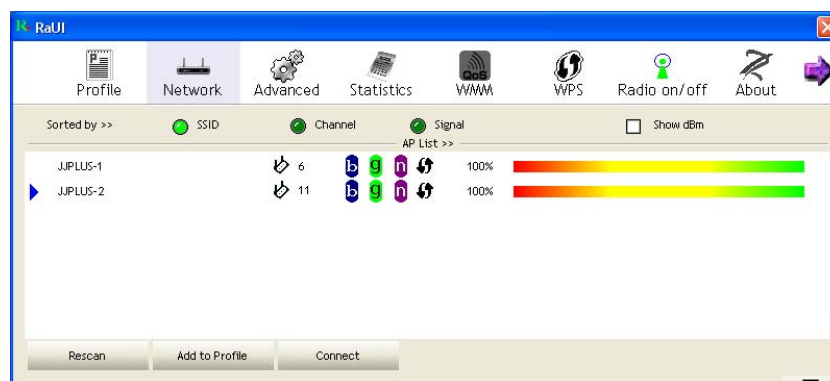 RaUI
Profile Network Advanced Statistics QoS WMM WPS Radio on/off About
Sorted by >> SSID Channel Signal Show dBm
AP List >>
JJPLUS-1 6 b g n 100%
JJPLUS-2 11 b g n 100%
Rescan Add to Profile Connect